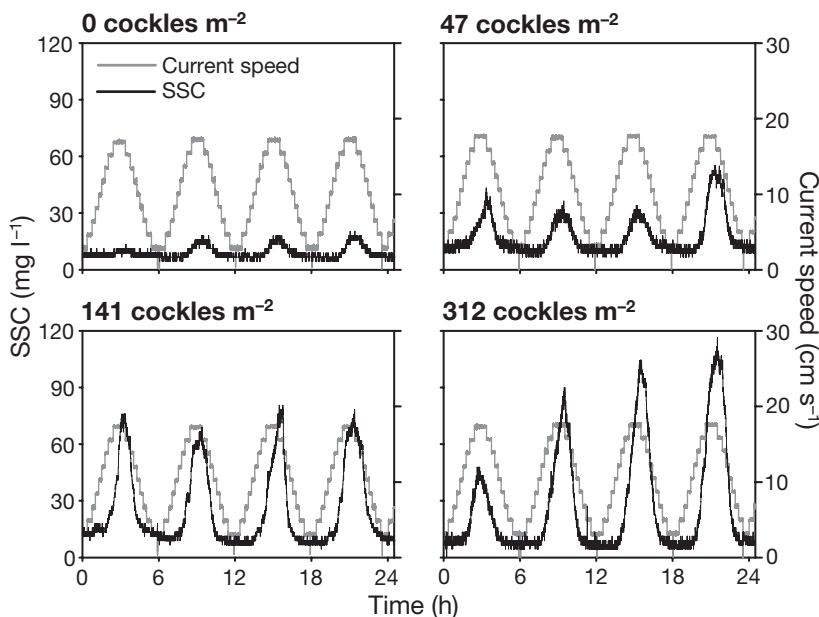 0 cockles m⁻²
47 cockles m⁻²
120
90
60
30
0
Current speed
SSC
30
20
10
0
141 cockles m⁻²
312 cockles m⁻²
120
90
60
30
0
30
20
10
0
0 6 12 18 24
0 6 12 18 24
SSC (mg l⁻¹)
Current speed (cm s⁻¹)
Time (h)